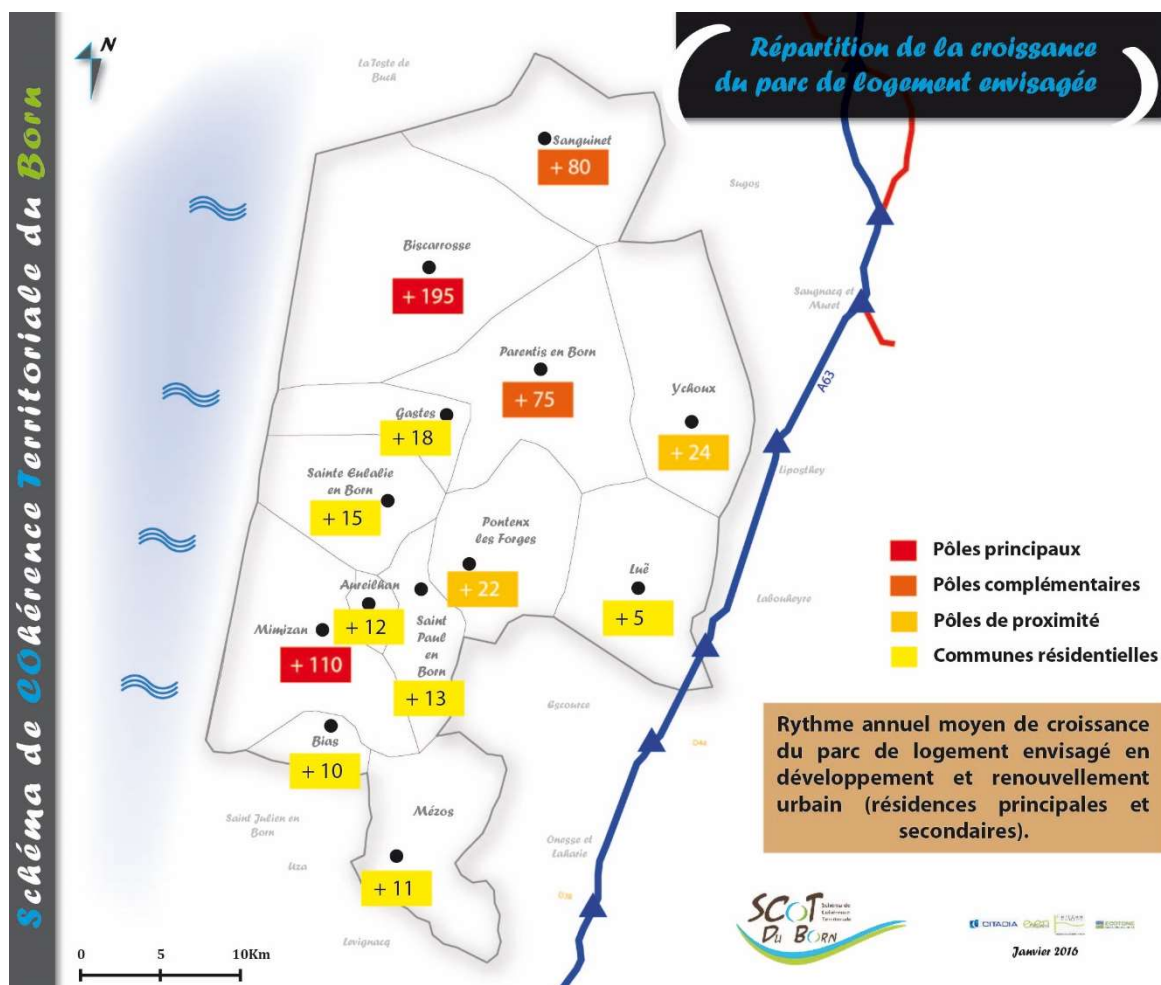 Schéma de COhérence Territoriale du Born
N
Répartition de la croissance
du parc de logement envisagée
La Teste de
Buch
Sanguinet
+ 80
Sugos
Biscarrosse
+ 195
Saugnacq et
Muret
Parentis en Born
+ 75
Ychoux
+ 24
A63
Gastes
+ 18
Liposthey
Sainte Eulalie
en Born
+ 15
Pontenx
les Forges
+ 22
Luë
+ 5
Labouheyre
Aureilhan
+ 12
Saint
Paul
en
Born
+ 13
Mimizan
+ 110
Pôles principaux
Pôles complémentaires
Pôles de proximité
Communes résidentielles
Escource
Bias
+ 10
Rythme annuel moyen de croissance
du parc de logement envisagé en
développement et renouvellement
urbain (résidences principales et
secondaires).
Mézos
+ 11
Saint Julien en
Born
Uza
Onesse et
Laharie
Levignacq
0 5 10Km
SCOT
Du Born
Schéma de
Cohérence
Territoriale
CITADIA
Janvier 2016